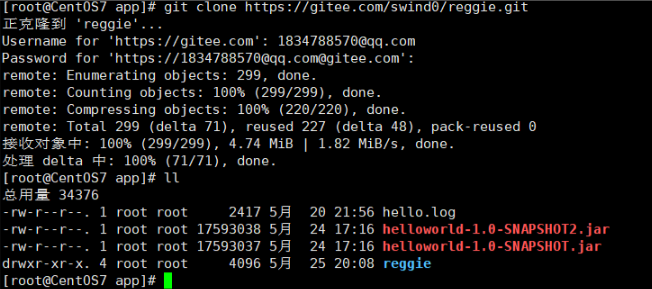 [root@CentOS7 app]# git clone https://gitee.com/swind0/reggie.git
正克隆到 'reggie'...
Username for 'https://gitee.com': 1834788570@qq.com
Password for 'https://1834788570@qq.com@gitee.com':
remote: Enumerating objects: 299, done.
remote: Counting objects: 100% (299/299), done.
remote: Compressing objects: 100% (220/220), done.
remote: Total 299 (delta 71), reused 227 (delta 48), pack-reused 0
接收对象中: 100% (299/299), 4.74 MiB | 1.82 MiB/s, done.
处理 delta 中: 100% (71/71), done.
[root@CentOS7 app]# ll
总用量 34376
-rw-r--r--. 1 root root 2417 5月 20 21:56 hello.log
-rw-r--r--. 1 root root 17593038 5月 24 17:16 helloworld-1.0-SNAPSHOT2.jar
-rw-r--r--. 1 root root 17593037 5月 24 17:16 helloworld-1.0-SNAPSHOT.jar
drwxr-xr-x. 4 root root 4096 5月 25 20:08 reggie
[root@CentOS7 app]#